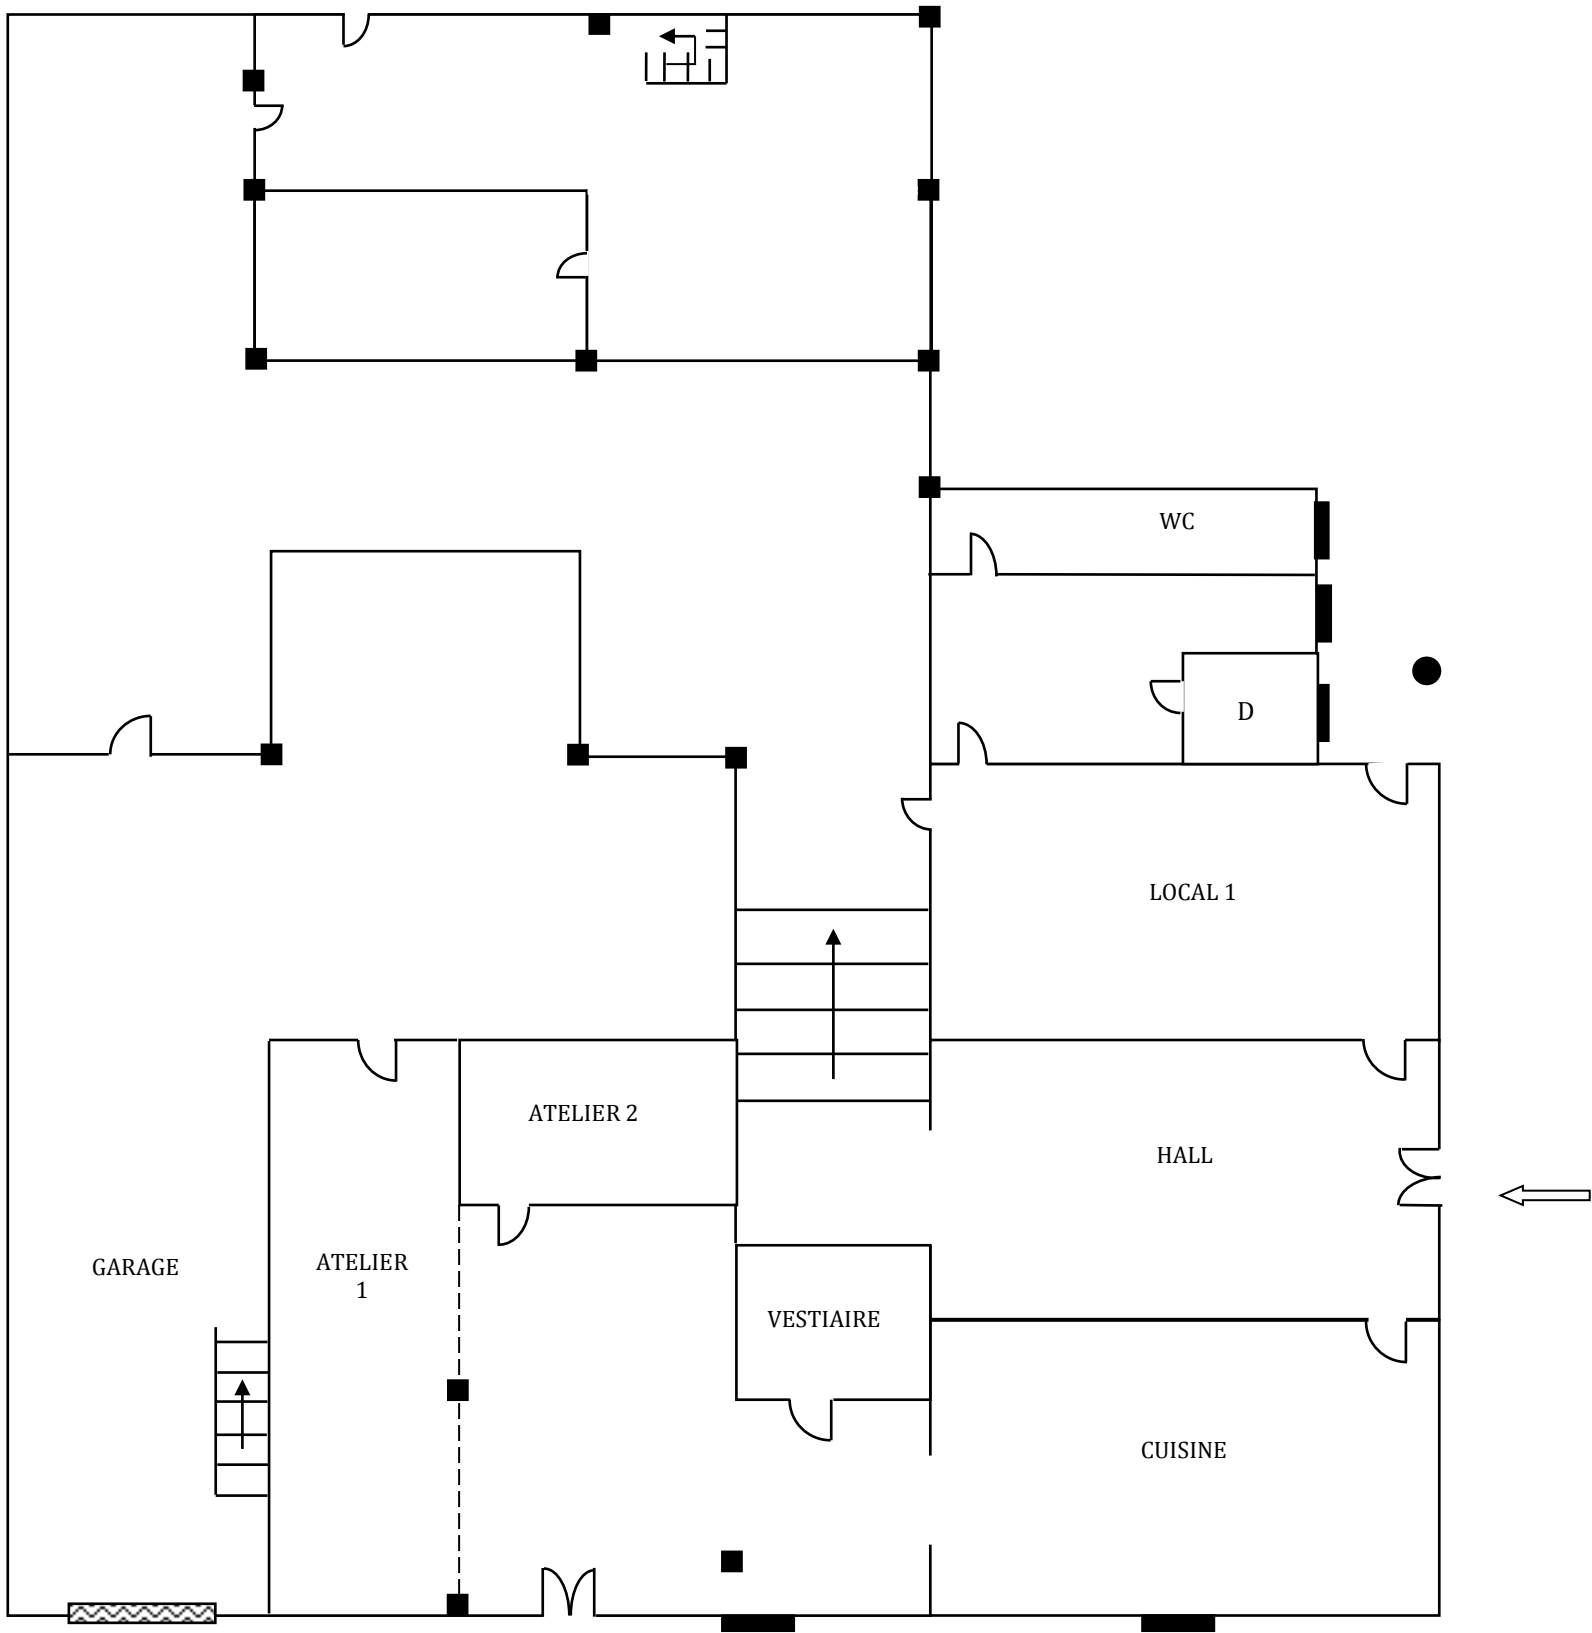 WC
D
LOCAL 1
ATELIER 2
HALL
GARAGE
ATELIER
1
VESTIAIRE
CUISINE